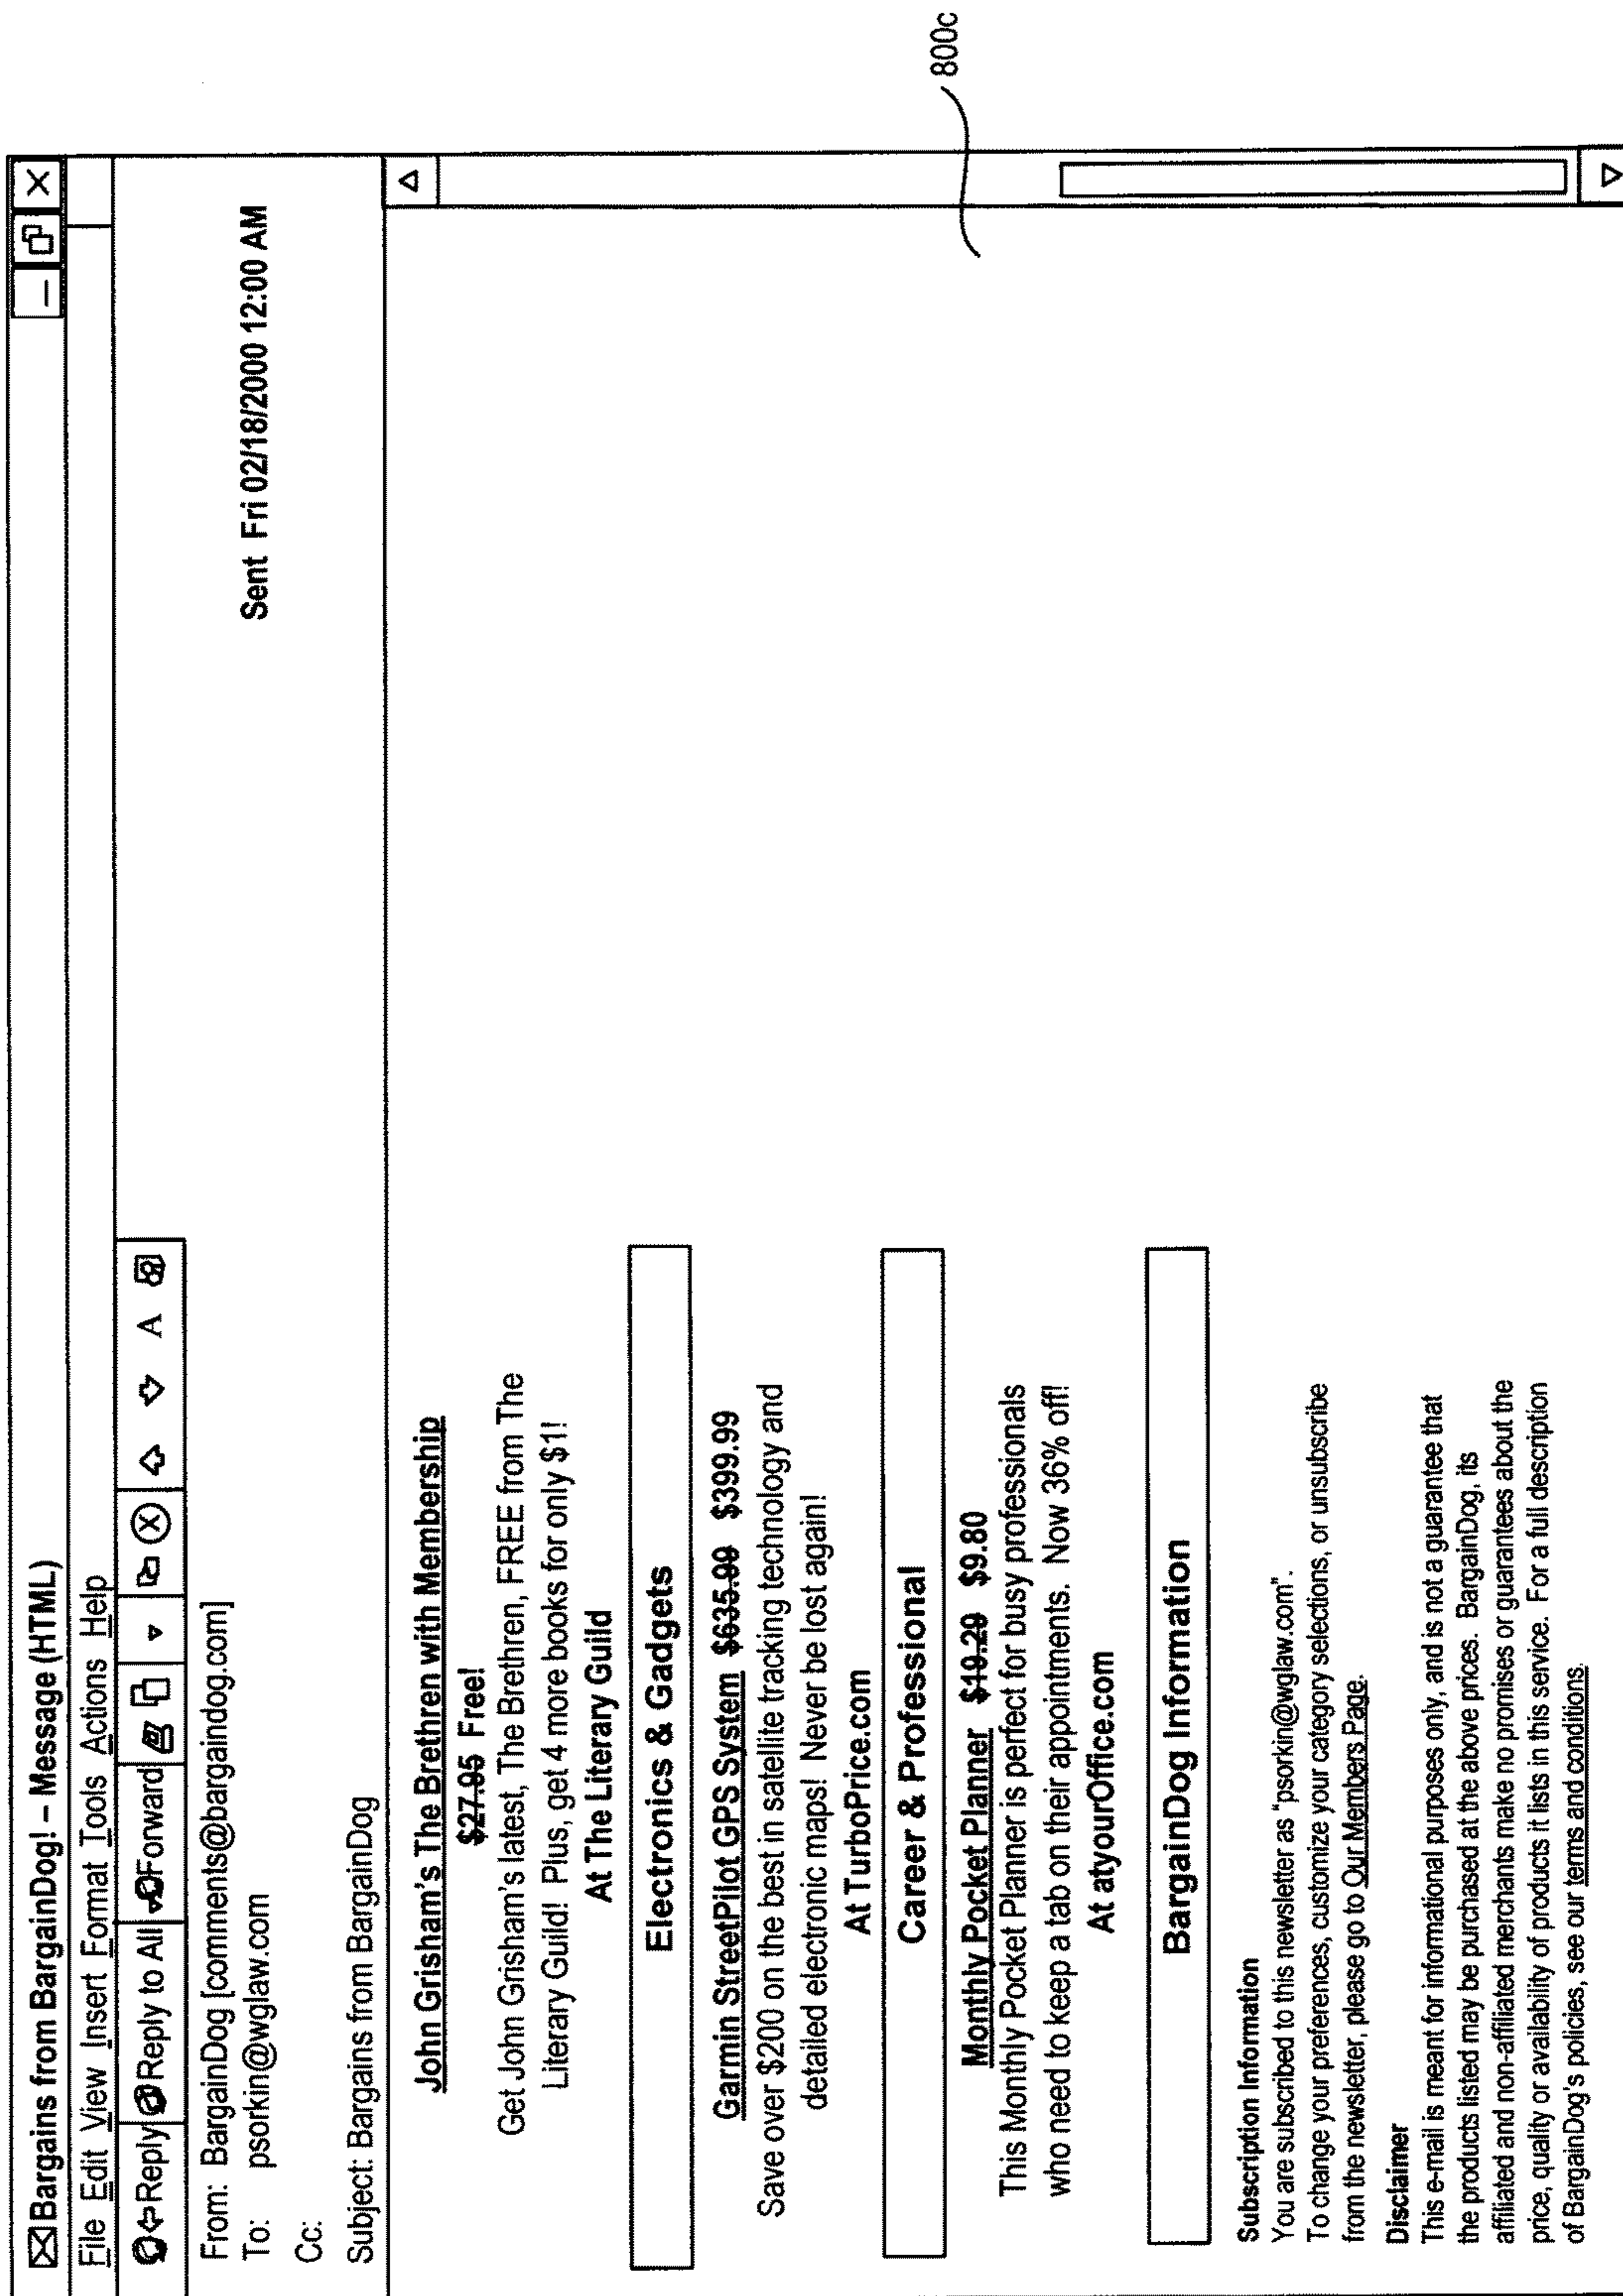 Bargains from BargainDog! – Message (HTML)
File Edit View Insert Format Tools Actions Help
Reply Reply to All Forward A
From: BargainDog [comments@bargaindog.com]
To: psorkin@wglaw.com
Sent Fri 02/18/2000 12:00 AM
Cc:
Subject: Bargains from BargainDog
John Grisham's The Brethren with Membership
$27.95 Free!
Get John Grisham's latest, The Brethren, FREE from The
Literary Guild! Plus, get 4 more books for only $1!
At The Literary Guild
Electronics & Gadgets
Garmin StreetPilot GPS System $635.99 $399.99
Save over $200 on the best in satellite tracking technology and
detailed electronic maps! Never be lost again!
At TurboPrice.com
Career & Professional
Monthly Pocket Planner $19.29 $9.80
This Monthly Pocket Planner is perfect for busy professionals
who need to keep a tab on their appointments. Now 36% off!
At atyourOffice.com
BargainDog Information
Subscription Information
You are subscribed to this newsletter as "psorkin@wglaw.com".
To change your preferences, customize your category selections, or unsubscribe
from the newsletter, please go to Our Members Page.
Disclaimer
This e-mail is meant for informational purposes only, and is not a guarantee that
the products listed may be purchased at the above prices. BargainDog, its
affiliated and non-affiliated merchants make no promises or guarantees about the
price, quality or availability of products it lists in this service. For a full description
of BargainDog's policies, see our terms and conditions.
800c